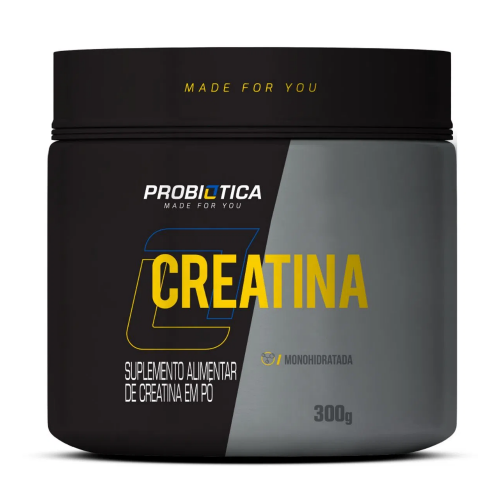 MADE FOR YOU
PROBIOTICA
MADE FOR YOU
CREATINA
MONOHIDRATADA
SUPLEMENTO ALIMENTAR
DE CREATINA EM PÓ
300g